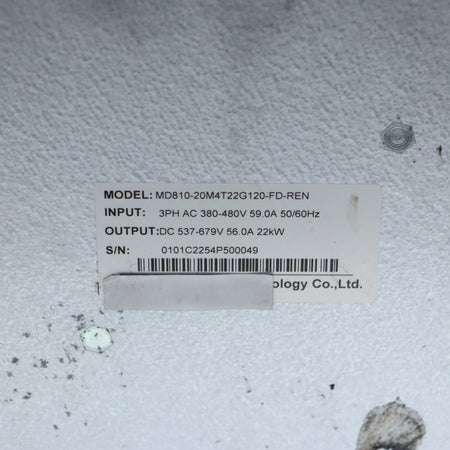 MODEL: MD810-20M4T22G120-FD-REN
INPUT: 3PH AC 380-480V 59.0A 50/60Hz
OUTPUT: DC 537-679V 56.0A 22kW
S/N: 0101C2254P500049
ology Co.,Ltd.